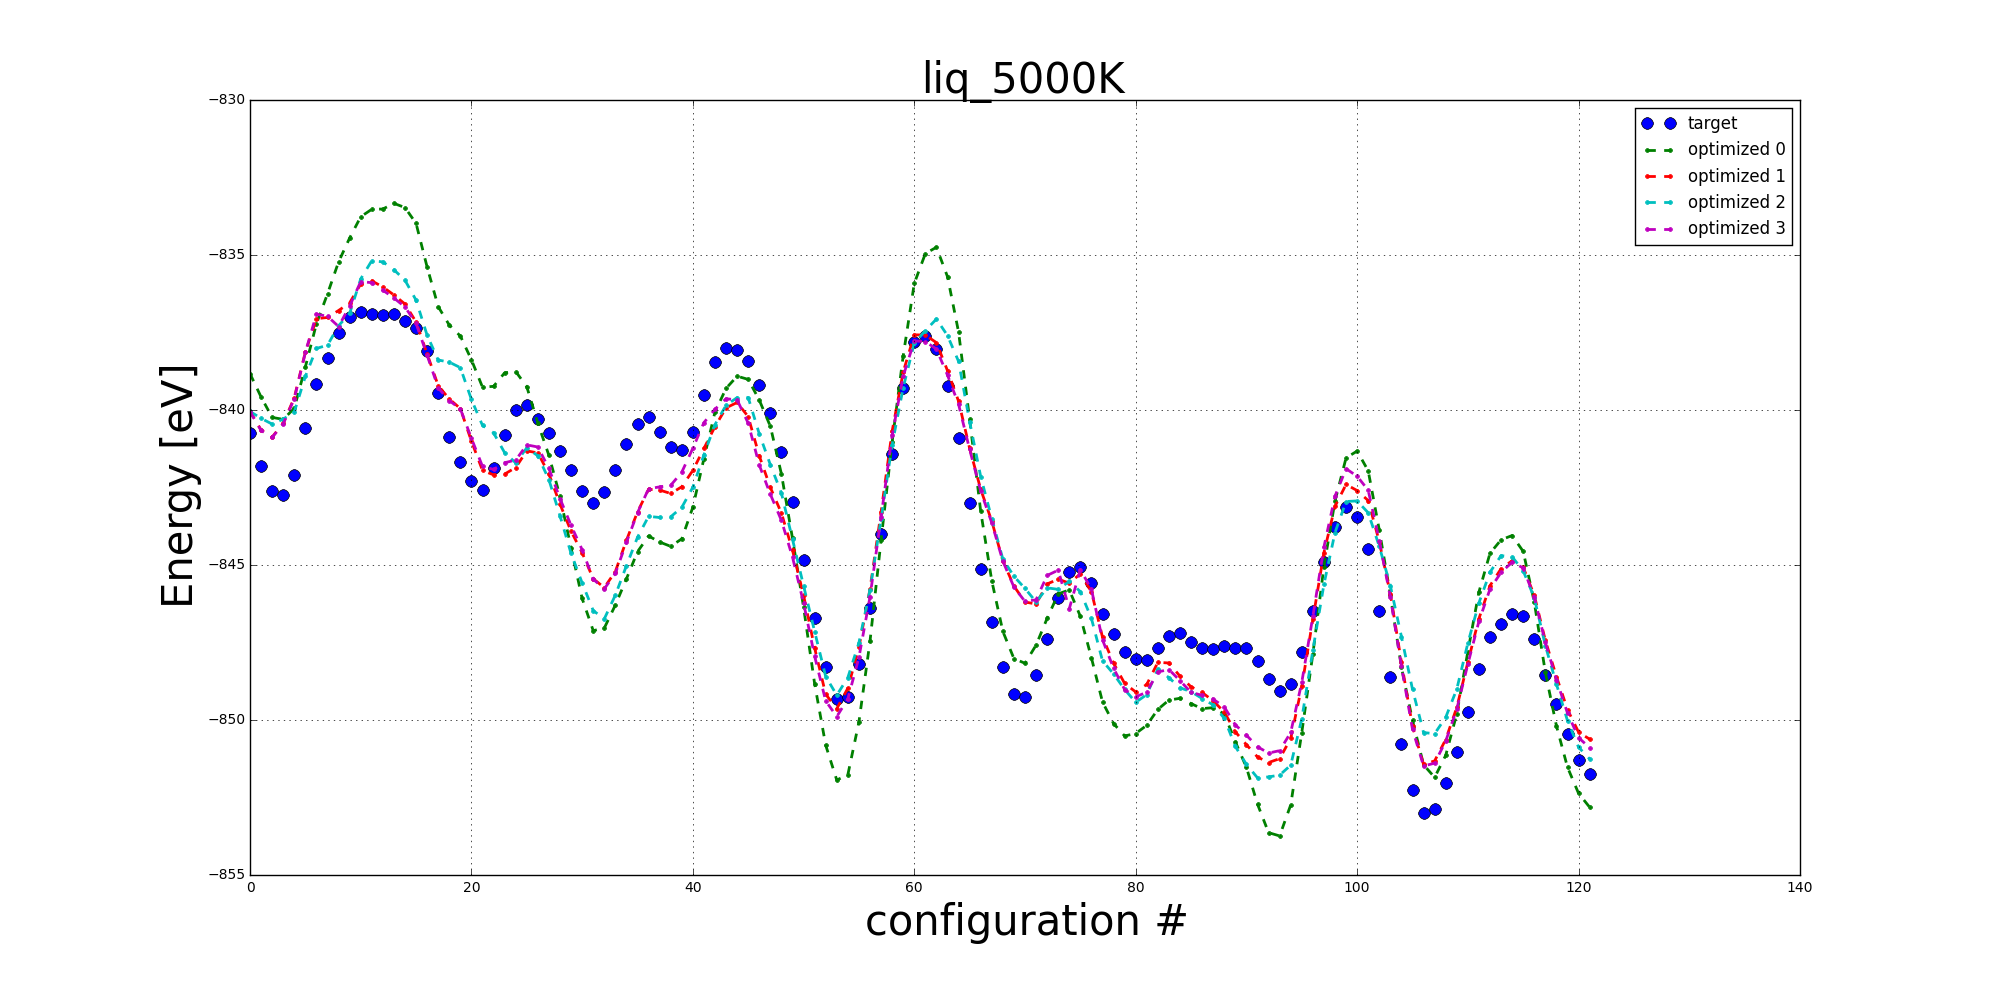 liq_5000K
Energy [eV]
−830
−835
−840
−845
−850
−855
0 20 40 60 80 100 120 140
configuration #
target
optimized 0
optimized 1
optimized 2
optimized 3